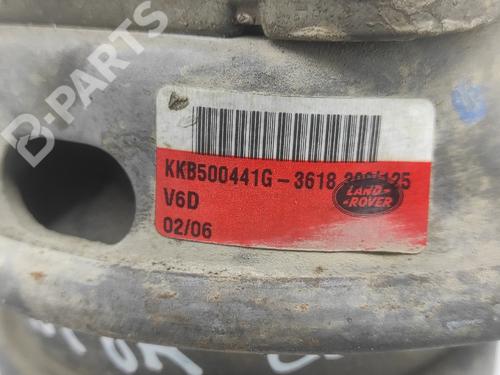 B-PARTS
KKB500441G-3618
V6D
02/06
LAND-
ROVER